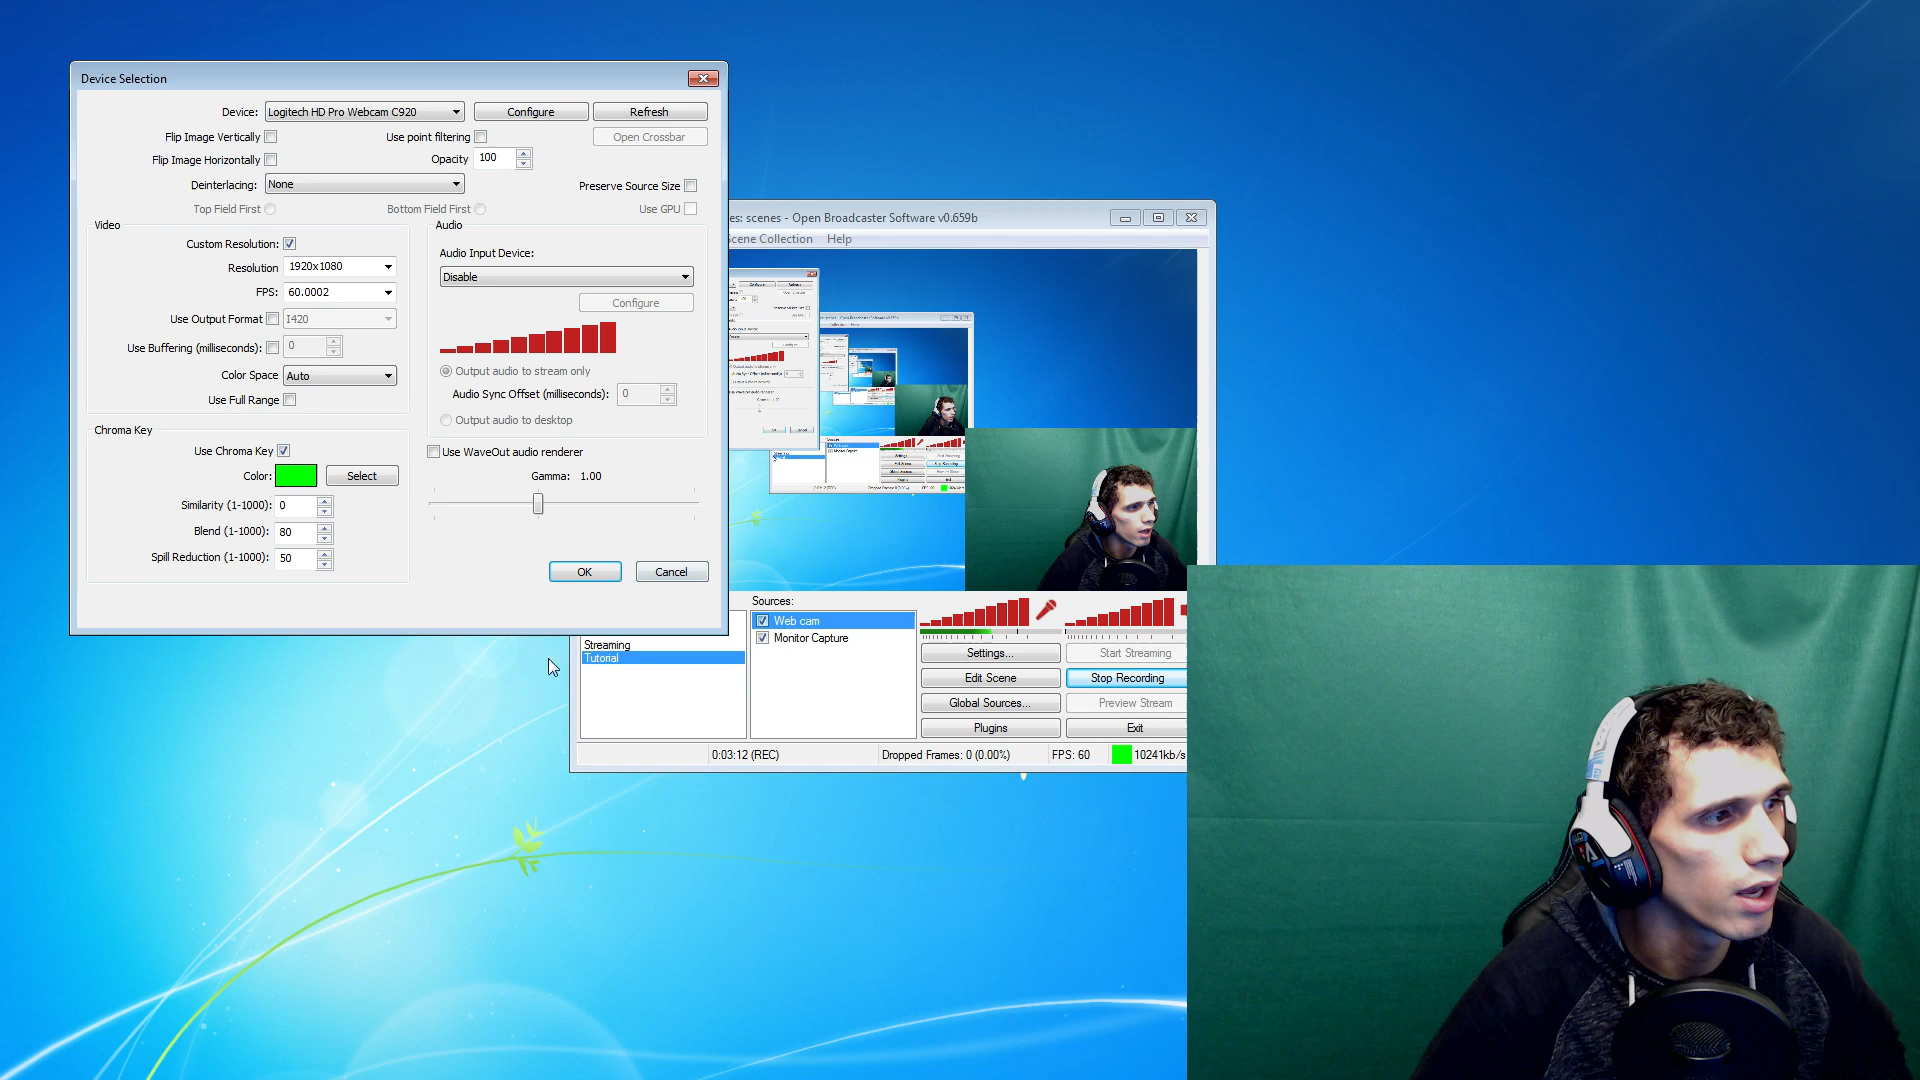 Device Selection
Device: Logitech HD Pro Webcam C920 Configure Refresh
Flip Image Vertically Use point filtering Open Crossbar
Flip Image Horizontally Opacity 100
Deinterlacing: None Preserve Source Size
Top Field First Bottom Field First Use GPU
Video
Custom Resolution:
Resolution 1920x1080
FPS: 60.0002
Use Output Format I420
Use Buffering (milliseconds): 0
Color Space Auto
Use Full Range
Audio
Audio Input Device:
Disable
Configure
Output audio to stream only
Audio Sync Offset (milliseconds): 0
Output audio to desktop
Chroma Key
Use Chroma Key
Color: Select
Similarity (1-1000): 0
Blend (1-1000): 80
Spill Reduction (1-1000): 50
Use WaveOut audio renderer
Gamma: 1.00
OK Cancel
es: scenes - Open Broadcaster Software v0.659b
Scene Collection Help
Streaming
Tutorial
Sources:
Web cam
Monitor Capture
Settings... Start Streaming
Edit Scene Stop Recording
Global Sources... Preview Stream
Plugins Exit
0:03:12 (REC) Dropped Frames: 0 (0.00%) FPS: 60 10241kb/s